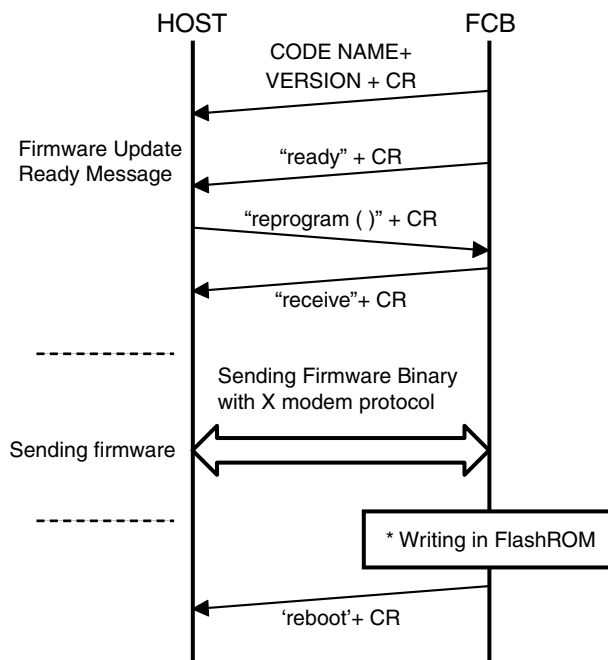 HOST
FCB
CODE NAME+
VERSION + CR
Firmware Update
Ready Message
“ready” + CR
“reprogram ( )” + CR
“receive”+ CR
Sending Firmware Binary
with X modem protocol
Sending firmware
* Writing in FlashROM
‘reboot’+ CR